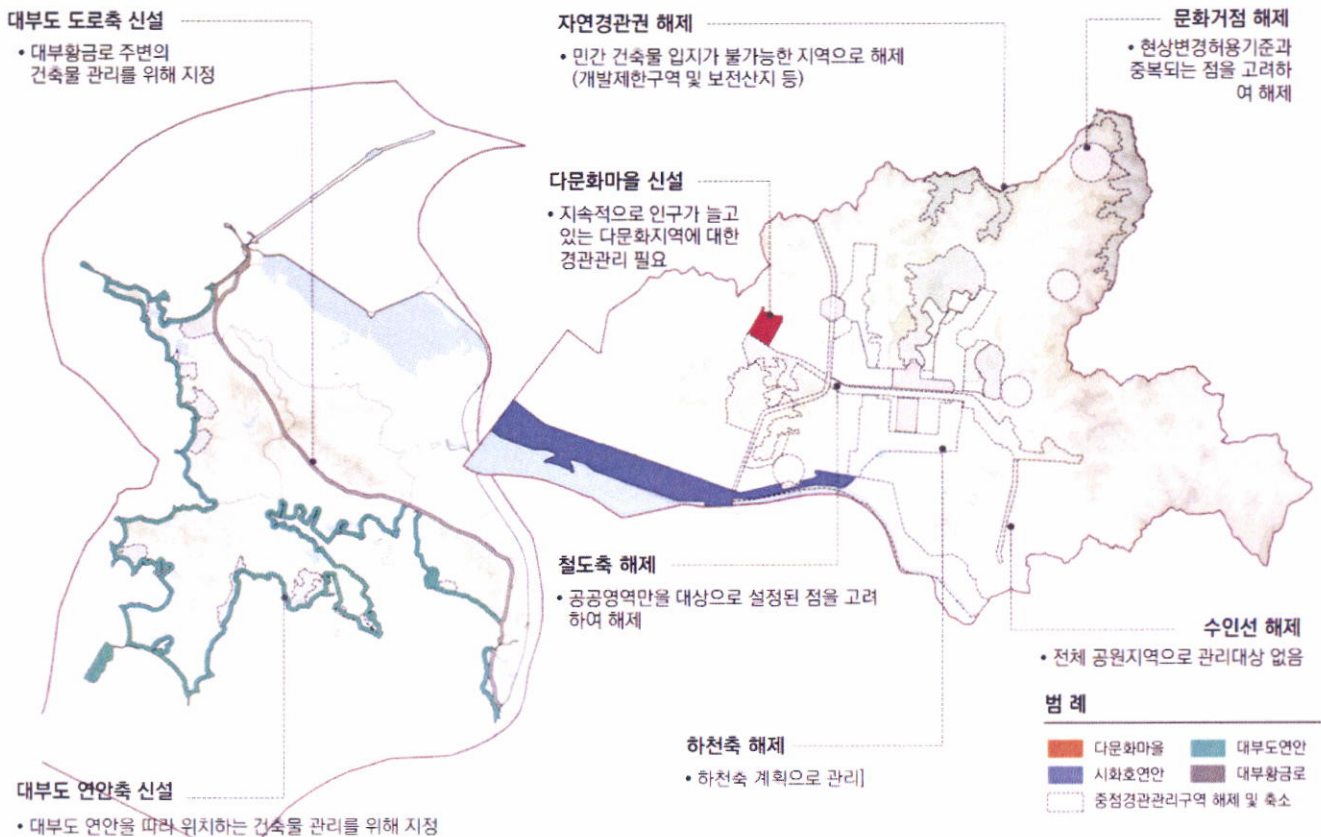 대부도 도로축 신설
• 대부황금로 주변의
건축물 관리를 위해 지정
자연경관권 해제
• 민간 건축물 입지가 불가능한 지역으로 해제
(개발제한구역 및 보전산지 등)
문화거점 해제
• 현상변경허용기준과
중복되는 점을 고려하
여 해제
다문화마을 신설
• 지속적으로 인구가 늘고
있는 다문화지역에 대한
경관관리 필요
철도축 해제
• 공공영역만을 대상으로 설정된 점을 고려
하여 해제
수인선 해제
• 전체 공원지역으로 관리대상 없음
하천축 해제
• 하천축 계획으로 관리]
대부도 연안축 신설
• 대부도 연안을 따라 위치하는 건축물 관리를 위해 지정
범 례
다문화마을
대부도연안
시화호연안
대부황금로
중점경관관리구역 해제 및 축소